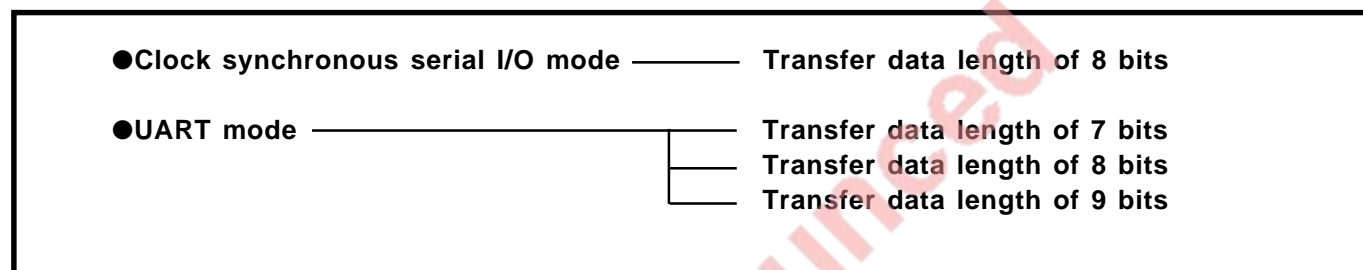 ●Clock synchronous serial I/O mode Transfer data length of 8 bits
●UART mode Transfer data length of 7 bits
Transfer data length of 8 bits
Transfer data length of 9 bits
unced